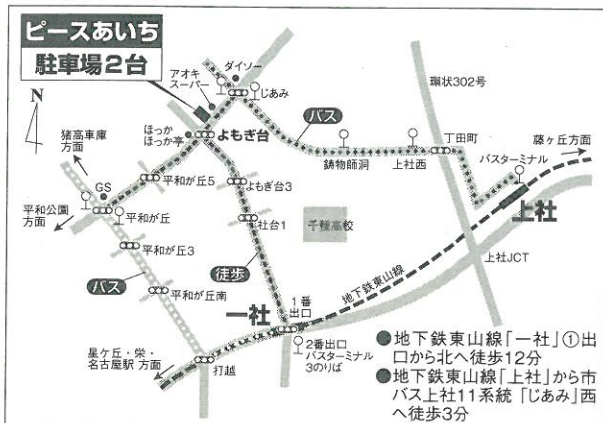 ピースあいち
駐車場2台
N
アオキスーパー
ダイソー
じあみ
バス
環状302号
丁田町
藤ヶ丘方面
バスターミナル
上社
鋳物師洞
上社西
猪高車庫方面
ほっかほっか亭
よもぎ台
GS
平和が丘5
よもぎ台3
平和公園方面
平和が丘
社台1
千種高校
平和が丘3
バス
徒歩
平和が丘南
上社JCT
地下鉄東山線
一社
1番出口
星ケ丘・栄・名古屋駅 方面
打越
2番出口
バスターミナル
3のりば
●地下鉄東山線「一社」①出
口から北へ徒歩12分
●地下鉄東山線「上社」から市
バス上社11系統「じあみ」西
へ徒歩3分